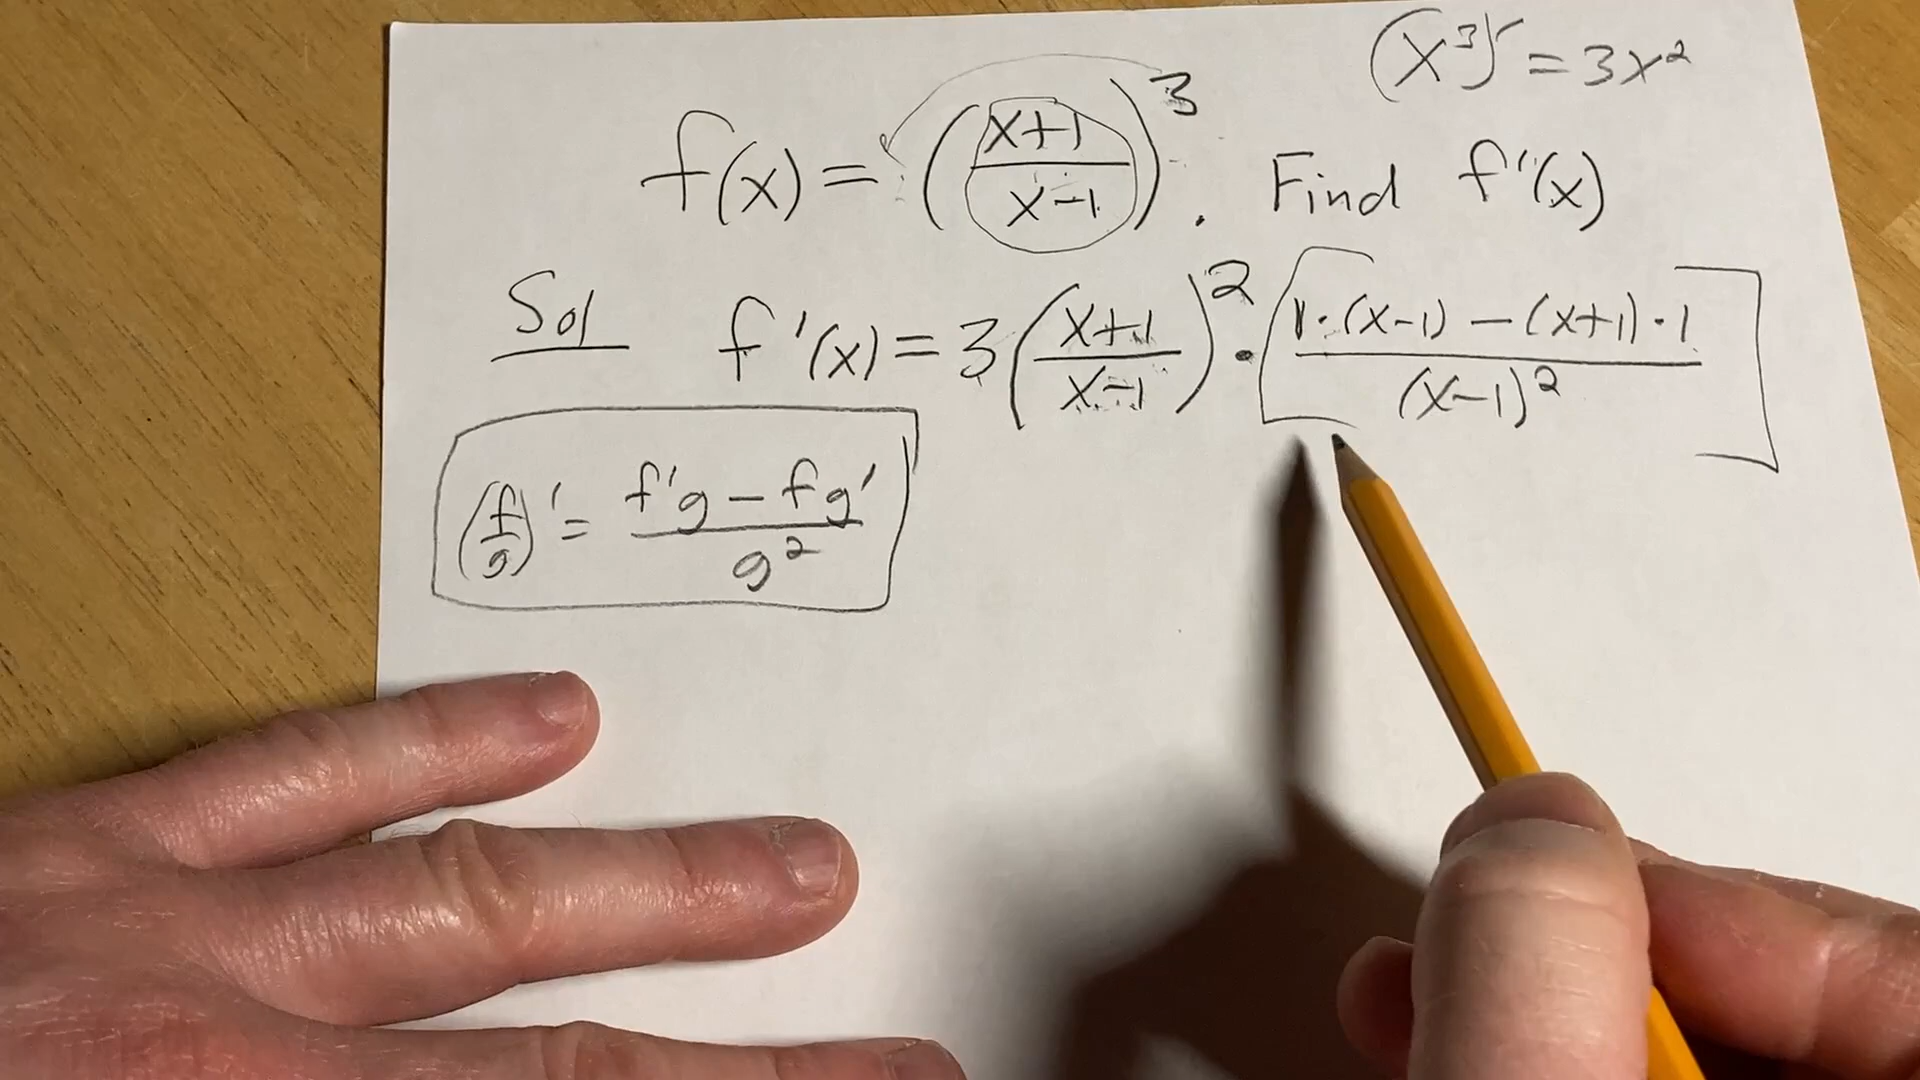 (x³)' = 3x²
f(x) = ((x+1)/(x-1))³. Find f'(x)
Sol f'(x) = 3((x+1)/(x-1))² · [(1·(x-1) - (x+1)·1)/(x-1)²]
(f/g)' = (f'g - fg')/g²